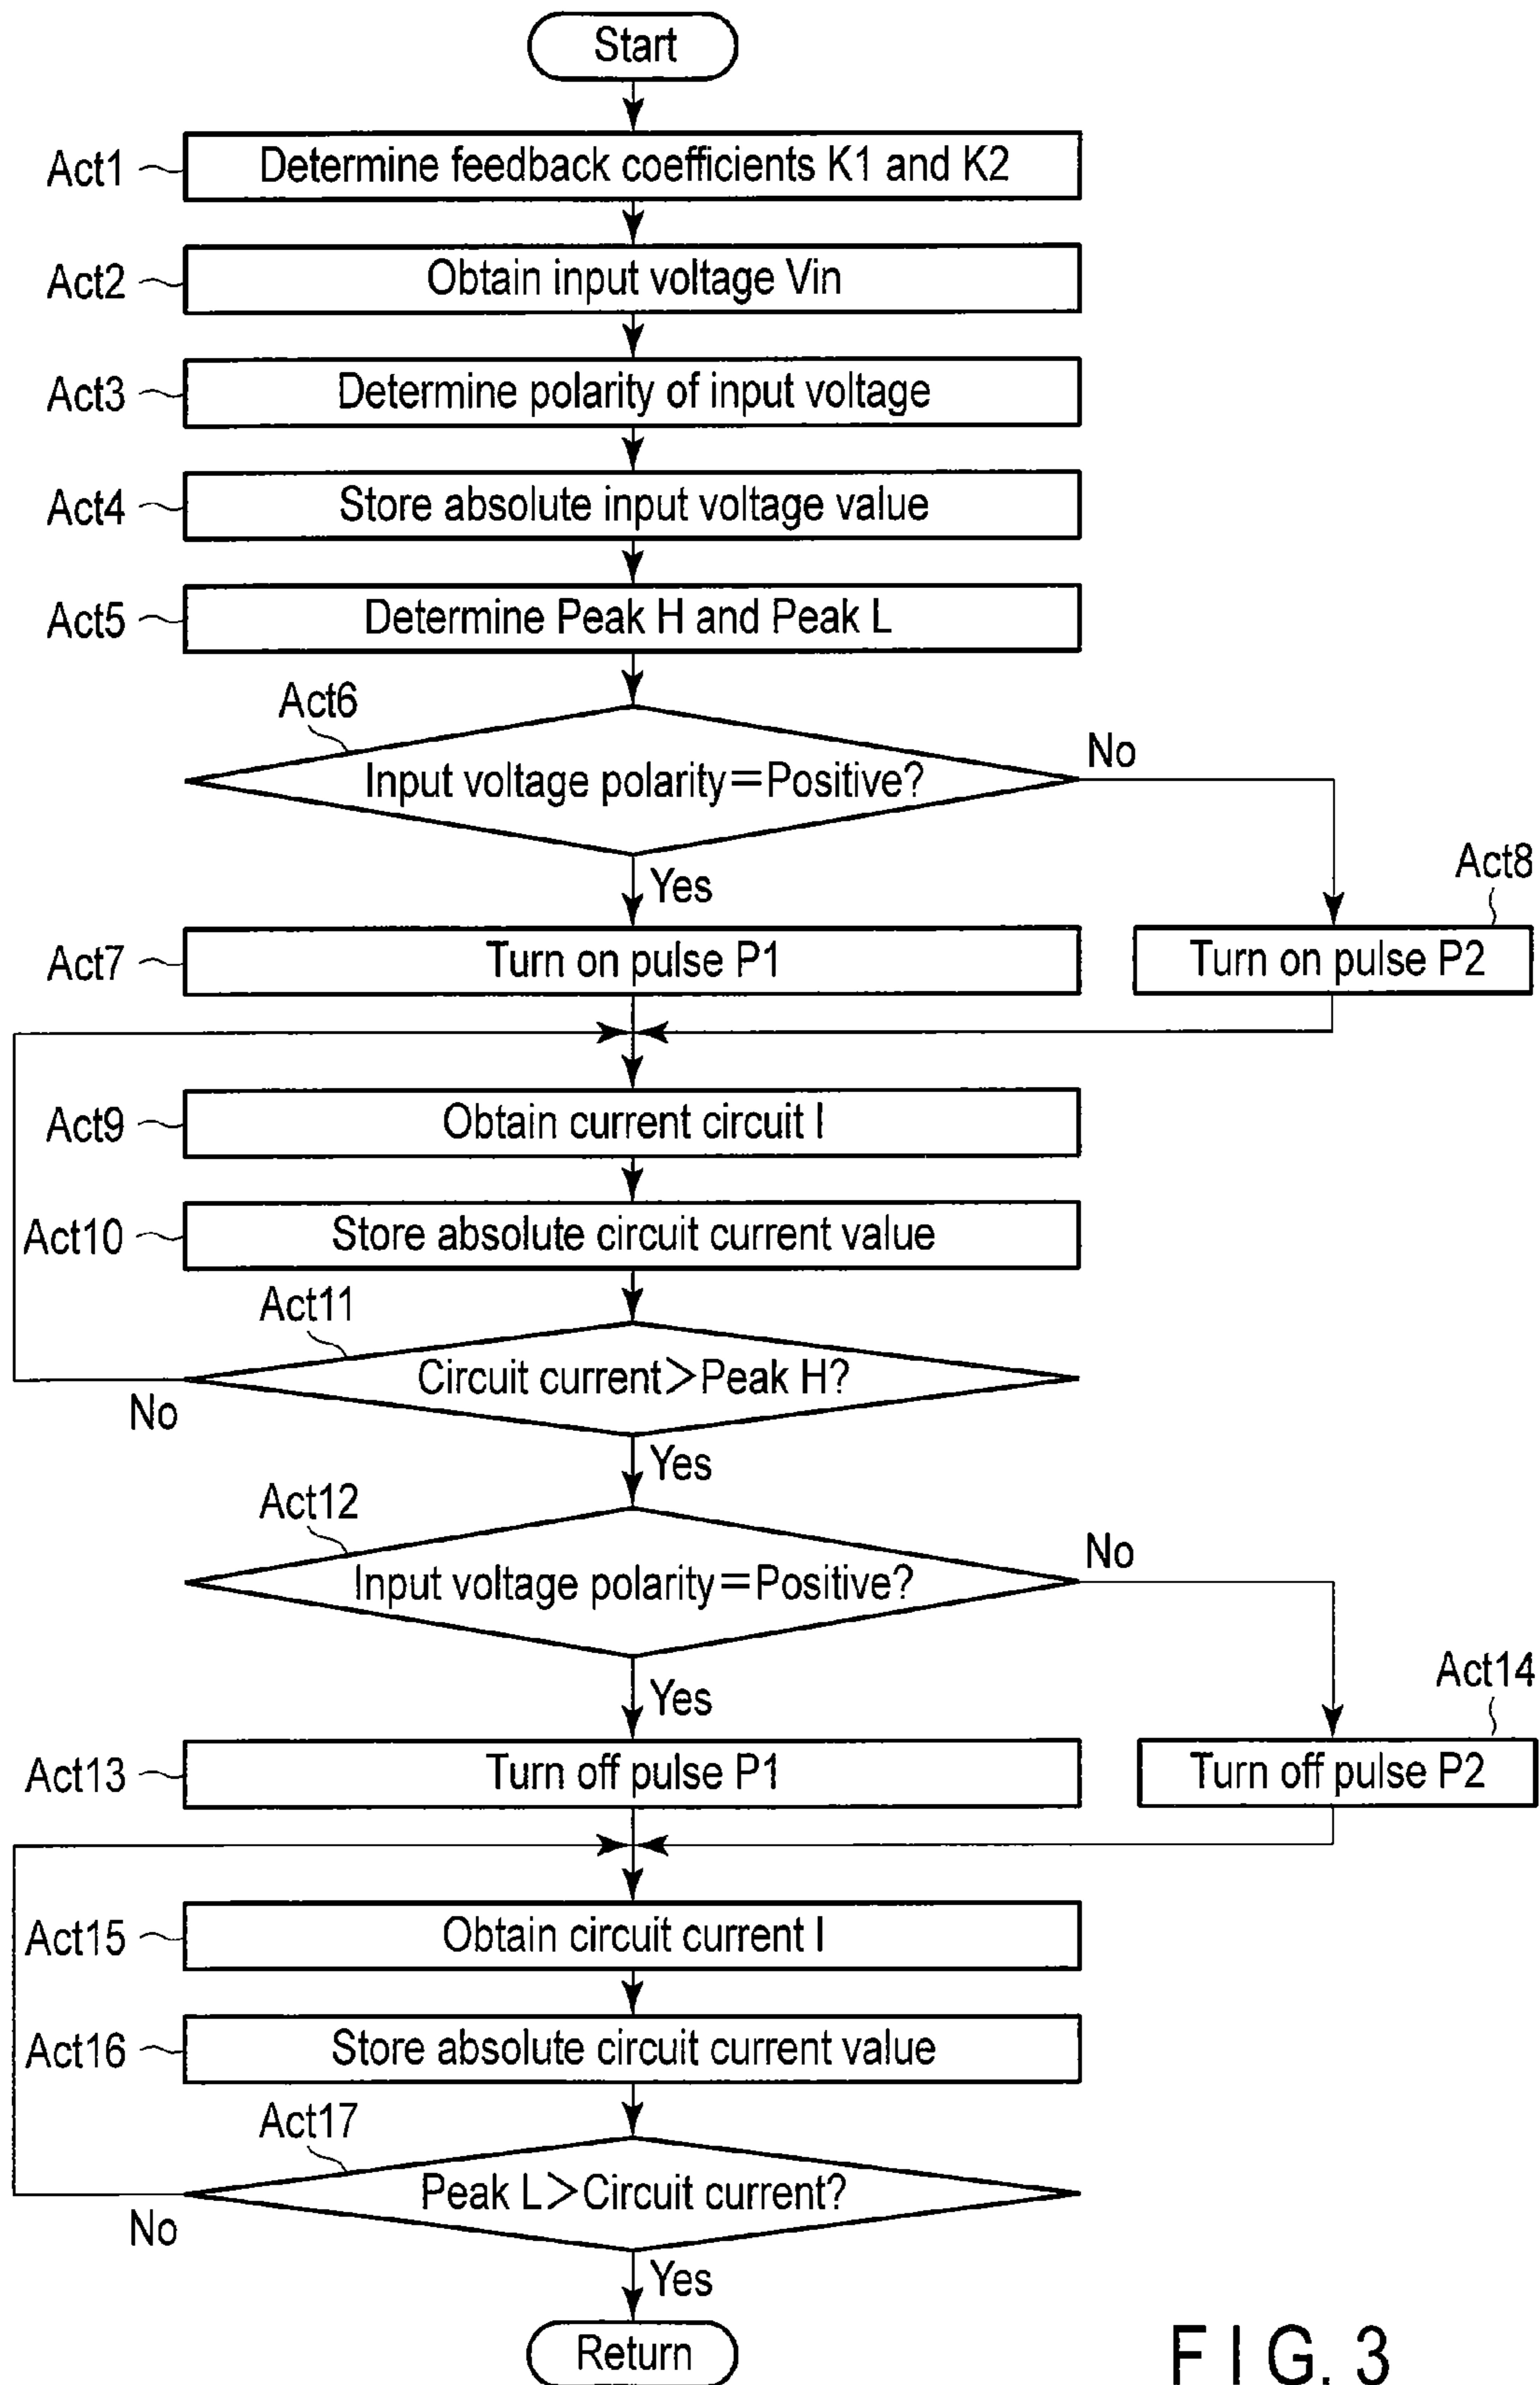 Start
Act1
Determine feedback coefficients K1 and K2
Act2
Obtain input voltage Vin
Act3
Determine polarity of input voltage
Act4
Store absolute input voltage value
Act5
Determine Peak H and Peak L
Act6
Input voltage polarity=Positive?
No
Yes
Act8
Act7
Turn on pulse P1
Turn on pulse P2
Act9
Obtain current circuit I
Act10
Store absolute circuit current value
Act11
Circuit current>Peak H?
No
Yes
Act12
Input voltage polarity=Positive?
No
Yes
Act14
Act13
Turn off pulse P1
Turn off pulse P2
Act15
Obtain circuit current I
Act16
Store absolute circuit current value
Act17
Peak L>Circuit current?
No
Yes
Return
FIG. 3